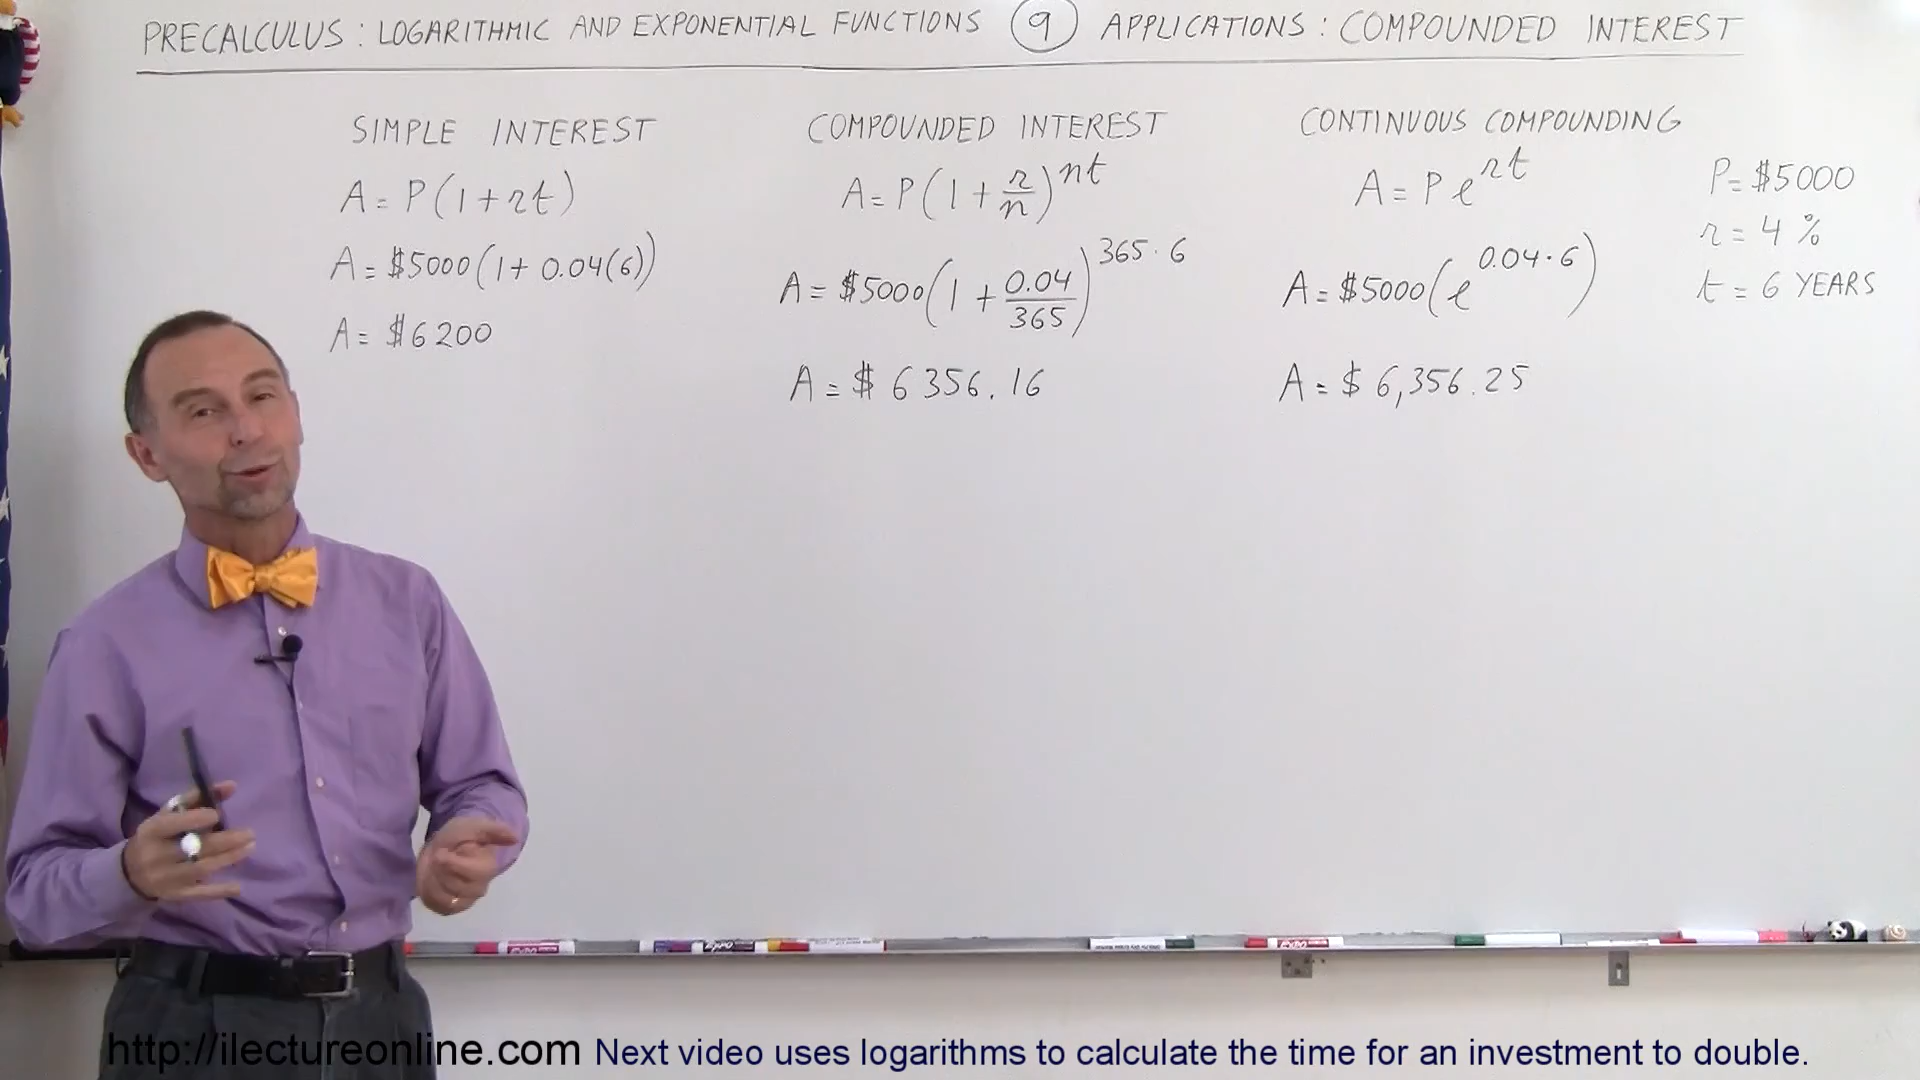 PRECALCULUS : LOGARITHMIC AND EXPONENTIAL FUNCTIONS 9 APPLICATIONS : COMPOUNDED INTEREST
SIMPLE INTEREST
A = P(1 + rt)
A = $5000(1 + 0.04(6))
A = $6200
COMPOUNDED INTEREST
A = P(1 + r/n)^nt
A = $5000(1 + 0.04/365)^365·6
A = $6356.16
CONTINUOUS COMPOUNDING
A = Pe^rt
A = $5000(e^0.04·6)
A = $6,356.25
P = $5000
r = 4%
t = 6 YEARS
http://ilectureonline.com Next video uses logarithms to calculate the time for an investment to double.